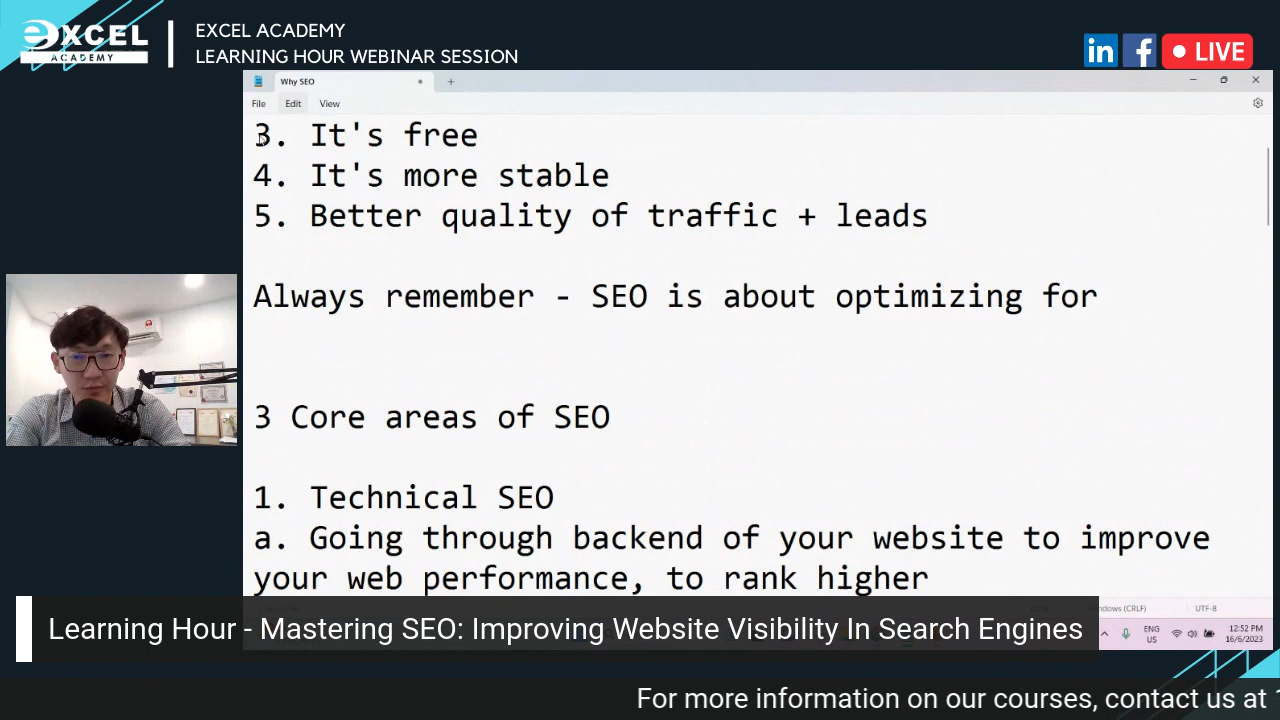 eXCEL
ACADEMY
EXCEL ACADEMY
LEARNING HOUR WEBINAR SESSION
in f LIVE
Why SEO
File Edit View
3. It's free
4. It's more stable
5. Better quality of traffic + leads
Always remember - SEO is about optimizing for
3 Core areas of SEO
1. Technical SEO
a. Going through backend of your website to improve
your web performance, to rank higher
(CRLF) UTF-8
Learning Hour - Mastering SEO: Improving Website Visibility In Search Engines
ENG
US
12:52 PM
16/6/2023
For more information on our courses, contact us at